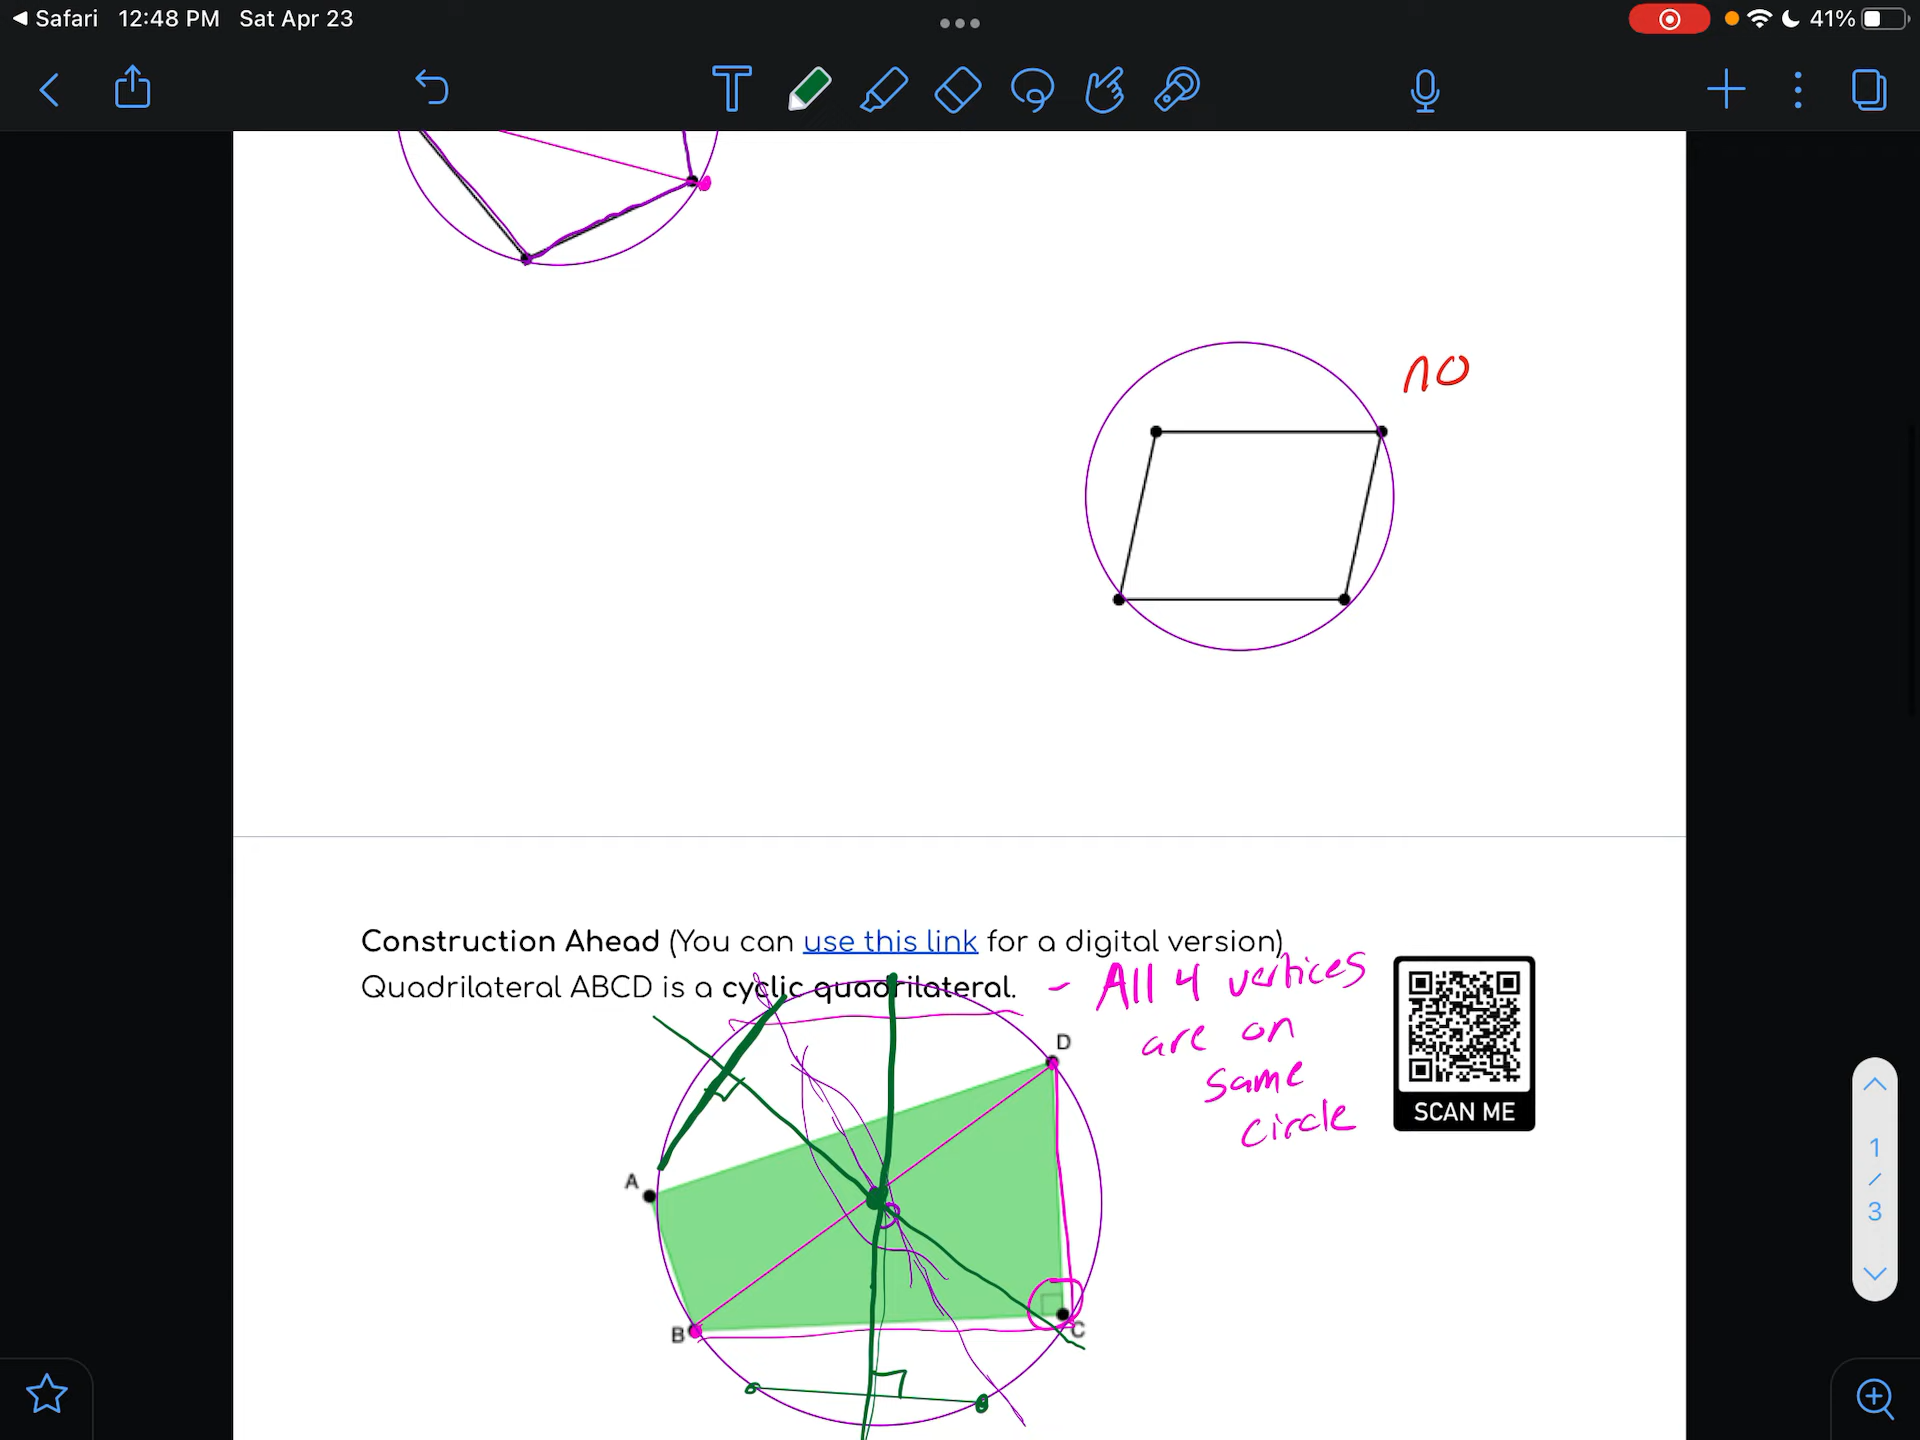 Safari 12:48 PM Sat Apr 23
41%
T
no
Construction Ahead (You can use this link for a digital version)
Quadrilateral ABCD is a cyclic quadrilateral. - All 4 vertices
are on
same
circle
SCAN ME
D
A
B
C
1
/
3